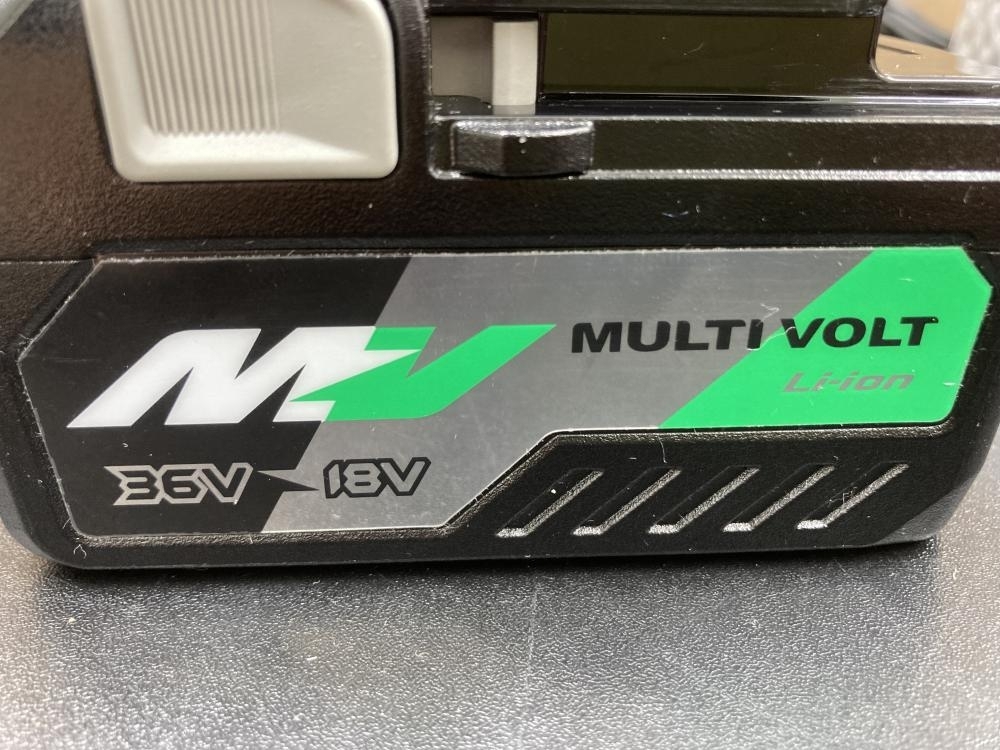 MV
MULTI VOLT
Li-ion
36V 18V